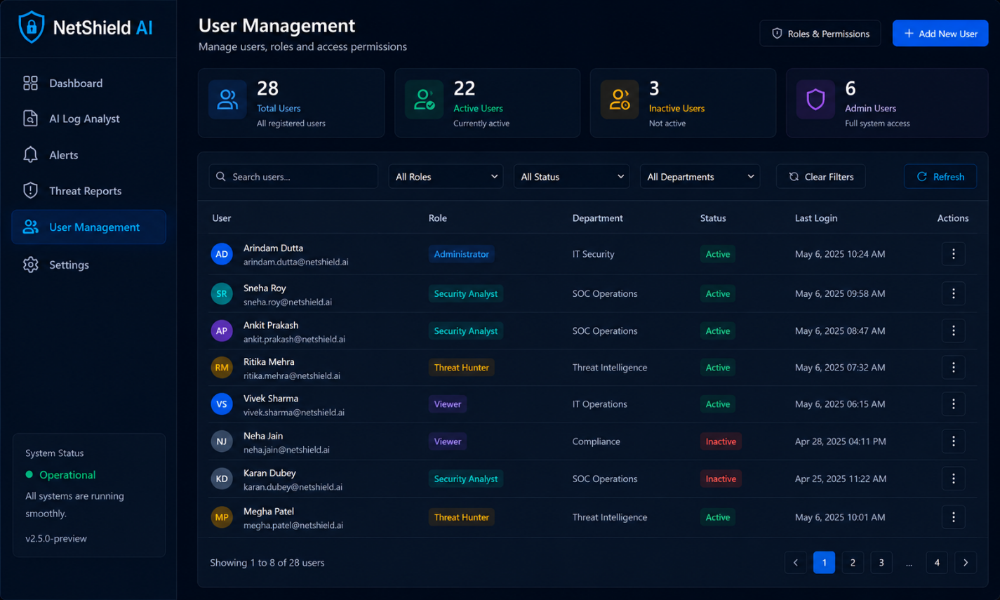 NetShield AI
Dashboard
AI Log Analyst
Alerts
Threat Reports
User Management
Settings
System Status
Operational
All systems are running
smoothly.
v2.5.0-preview
User Management
Manage users, roles and access permissions
Roles & Permissions
+ Add New User
28
Total Users
All registered users
22
Active Users
Currently active
3
Inactive Users
Not active
6
Admin Users
Full system access
Search users...
All Roles
All Status
All Departments
Clear Filters
Refresh
User Role Department Status Last Login Actions
AD Arindam Dutta
arindam.dutta@netshield.ai
Administrator IT Security Active May 6, 2025 10:24 AM
SR Sneha Roy
sneha.roy@netshield.ai
Security Analyst SOC Operations Active May 6, 2025 09:58 AM
AP Ankit Prakash
ankit.prakash@netshield.ai
Security Analyst SOC Operations Active May 6, 2025 08:47 AM
RM Ritika Mehra
ritika.mehra@netshield.ai
Threat Hunter Threat Intelligence Active May 6, 2025 07:32 AM
VS Vivek Sharma
vivek.sharma@netshield.ai
Viewer IT Operations Active May 6, 2025 06:15 AM
NJ Neha Jain
neha.jain@netshield.ai
Viewer Compliance Inactive Apr 28, 2025 04:11 PM
KD Karan Dubey
karan.dubey@netshield.ai
Security Analyst SOC Operations Inactive Apr 25, 2025 11:22 AM
MP Megha Patel
megha.patel@netshield.ai
Threat Hunter Threat Intelligence Active May 6, 2025 10:01 AM
Showing 1 to 8 of 28 users
1 2 3 ... 4